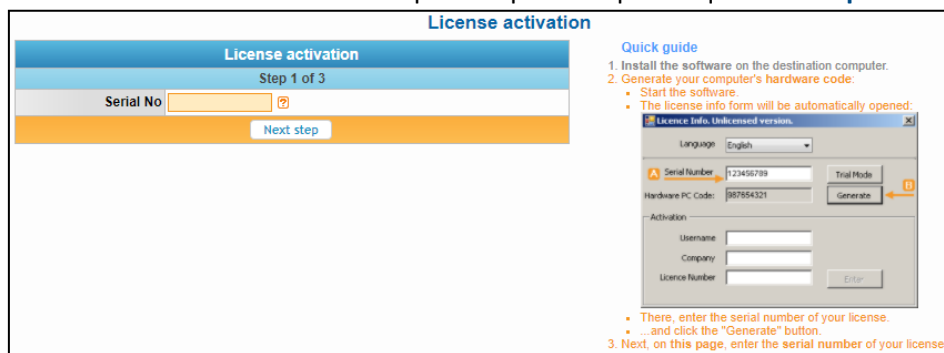 License activation
License activation
Step 1 of 3
Serial No
?
Next step
Quick guide
1. Install the software on the destination computer.
2. Generate your computer's hardware code:
Start the software.
The license info form will be automatically opened:
Licence Info. Unlicensed version.
Language English
A Serial Number 123456789 Trial Mode
B
Hardware PC Code: 987654321 Generate
Activation
Username
Company
Licence Number Enter
There, enter the serial number of your license.
...and click the "Generate" button.
3. Next, on this page, enter the serial number of your license